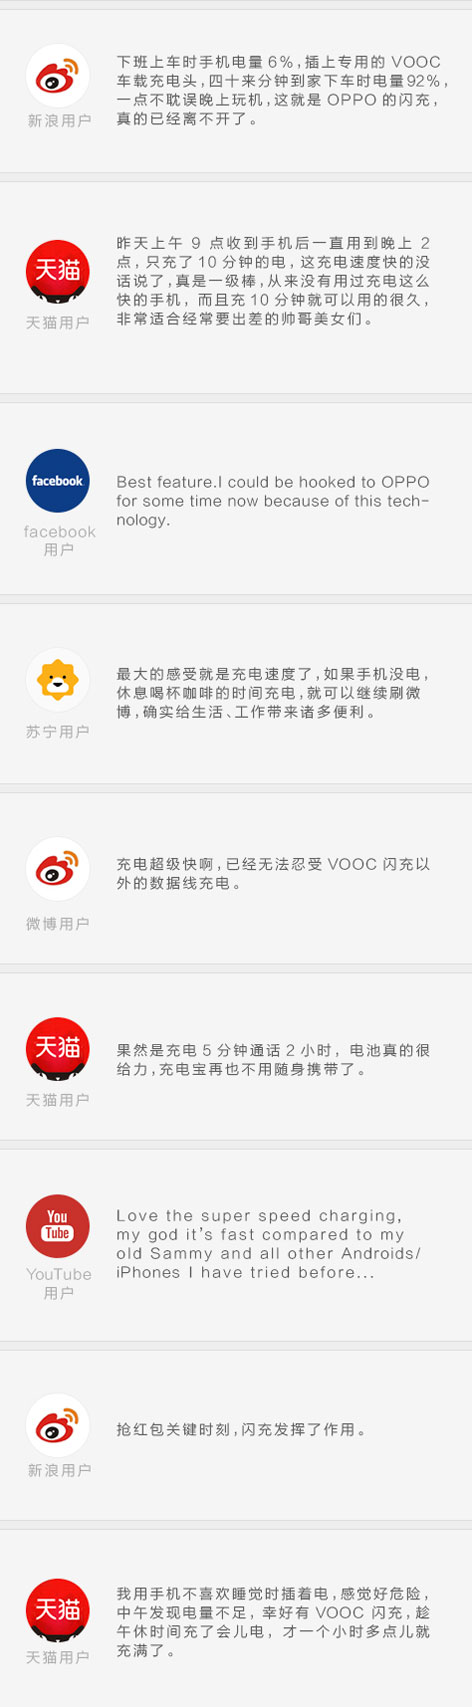 下班上车时手机电量 6%,插上专用的 VOOC
车载充电头,四十来分钟到家下车时电量92%,
一点不耽误晚上玩机,这就是 OPPO 的闪充,
真的已经离不开了。
新浪用户
昨天上午 9 点收到手机后一直用到晚上 2
点，只充了 10 分钟的电，这充电速度快的没
话说了,真是一级棒,从来没有用过充电这么
快的手机，而且充 10 分钟就可以用的很久,
非常适合经常要出差的帅哥美女们。
天猫
天猫用户
facebook
Best feature.I could be hooked to OPPO
for some time now because of this tech-
nology.
facebook
用户
最大的感受就是充电速度了,如果手机没电,
休息喝杯咖啡的时间充电,就可以继续刷微
博,确实给生活、工作带来诸多便利。
苏宁用户
充电超级快啊,已经无法忍受 VOOC 闪充以
外的数据线充电。
微博用户
果然是充电 5 分钟通话 2 小时，电池真的很
给力,充电宝再也不用随身携带了。
天猫
天猫用户
You
Tube
Love the super speed charging,
my god it's fast compared to my
old Sammy and all other Androids/
iPhones I have tried before...
YouTube
用户
抢红包关键时刻,闪充发挥了作用。
新浪用户
我用手机不喜欢睡觉时插着电,感觉好危险,
中午发现电量不足，幸好有 VOOC 闪充，趁
午休时间充了会儿电，才一个小时多点儿就
充满了。
天猫
天猫用户